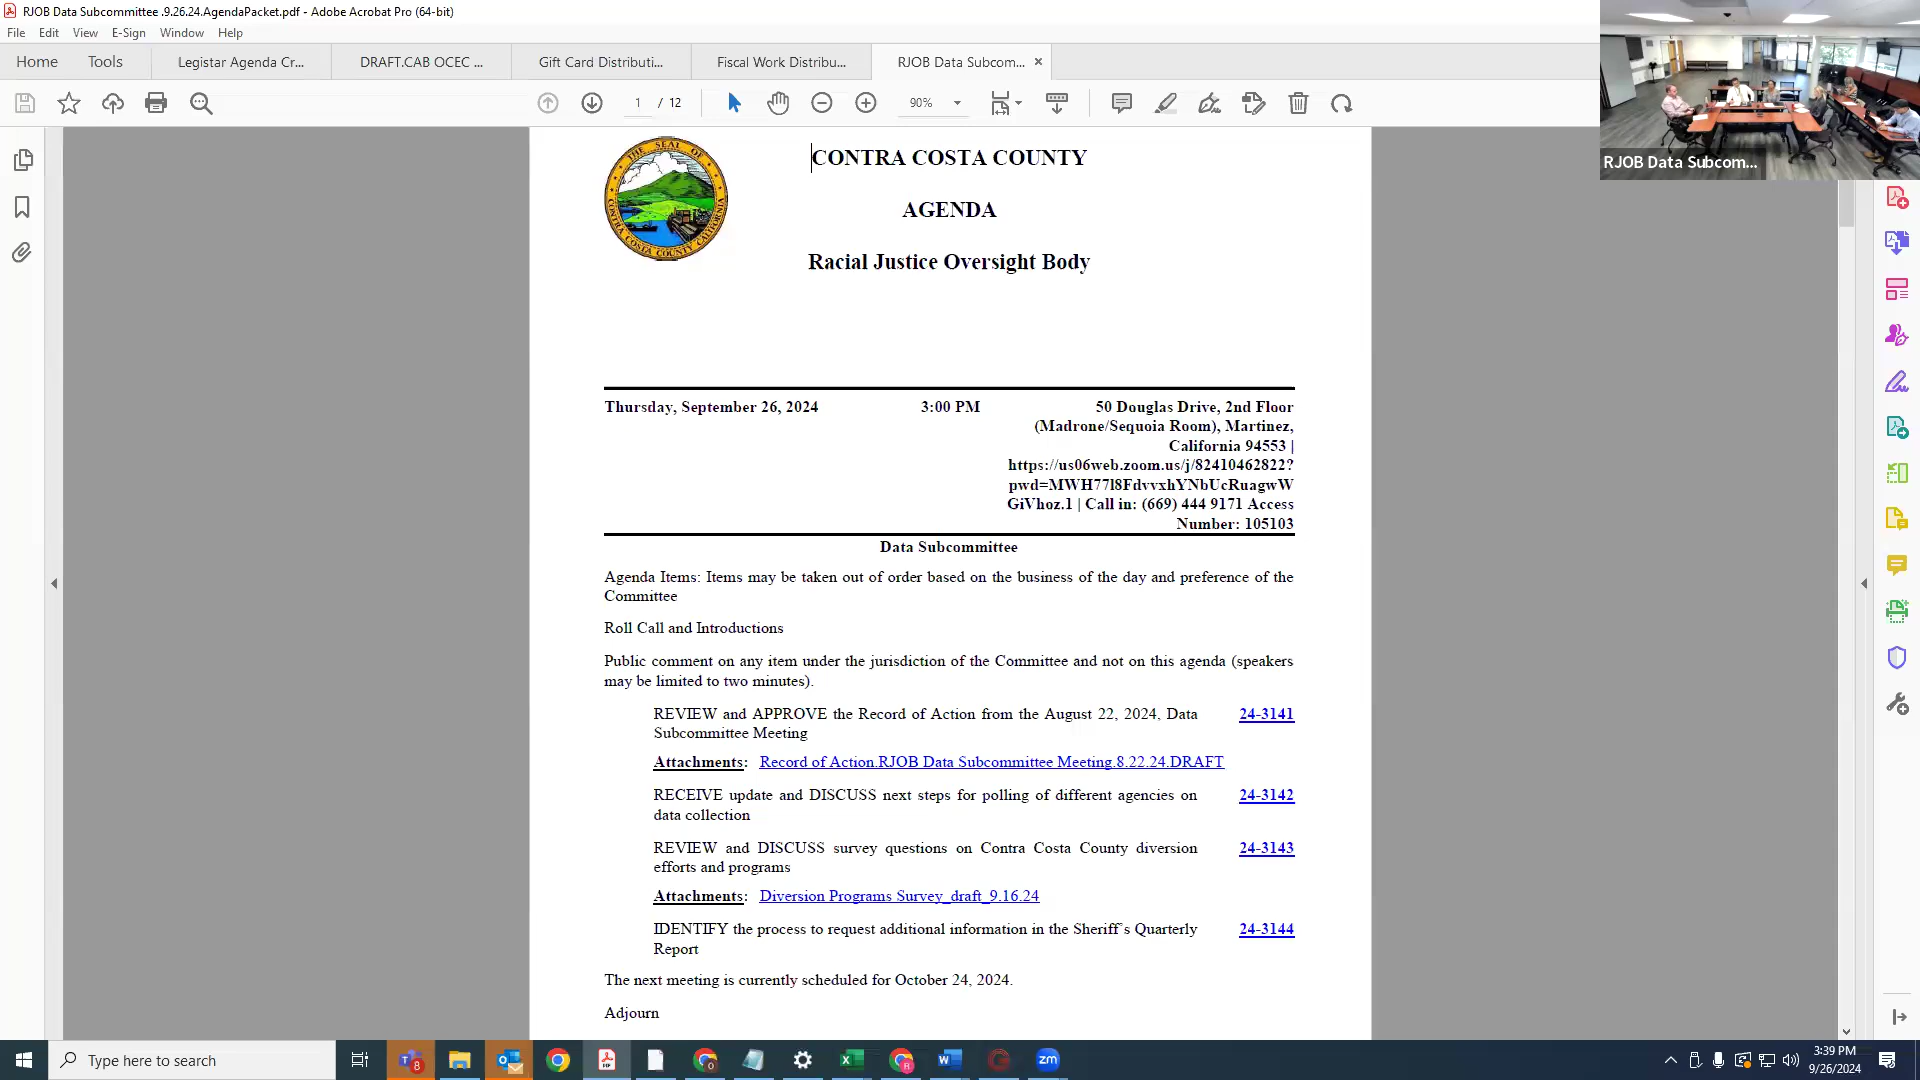 RJOB Data Subcommittee .9.26.24.AgendaPacket.pdf - Adobe Acrobat Pro (64-bit)
File Edit View E-Sign Window Help
Home Tools Legistar Agenda Cr... DRAFT.CAB OCEC ... Gift Card Distributi... Fiscal Work Distribu... RJOB Data Subcom... ×
1 / 12 90%
RJOB Data Subcom...
THE SEAL OF CONTRA COSTA COUNTY CALIFORNIA
CONTRA COSTA COUNTY
AGENDA
Racial Justice Oversight Body
Thursday, September 26, 2024 3:00 PM 50 Douglas Drive, 2nd Floor
(Madrone/Sequoia Room), Martinez,
California 94553 |
https://us06web.zoom.us/j/82410462822?
pwd=MWH77l8FdvvxhYNbUcRuagwW
GiVhoz.1 | Call in: (669) 444 9171 Access
Number: 105103
Data Subcommittee
Agenda Items: Items may be taken out of order based on the business of the day and preference of the
Committee
Roll Call and Introductions
Public comment on any item under the jurisdiction of the Committee and not on this agenda (speakers
may be limited to two minutes).
REVIEW and APPROVE the Record of Action from the August 22, 2024, Data 24-3141
Subcommittee Meeting
Attachments: Record of Action.RJOB Data Subcommittee Meeting.8.22.24.DRAFT
RECEIVE update and DISCUSS next steps for polling of different agencies on 24-3142
data collection
REVIEW and DISCUSS survey questions on Contra Costa County diversion 24-3143
efforts and programs
Attachments: Diversion Programs Survey_draft_9.16.24
IDENTIFY the process to request additional information in the Sheriff's Quarterly 24-3144
Report
The next meeting is currently scheduled for October 24, 2024.
Adjourn
Type here to search
8
zm
3:39 PM
9/26/2024